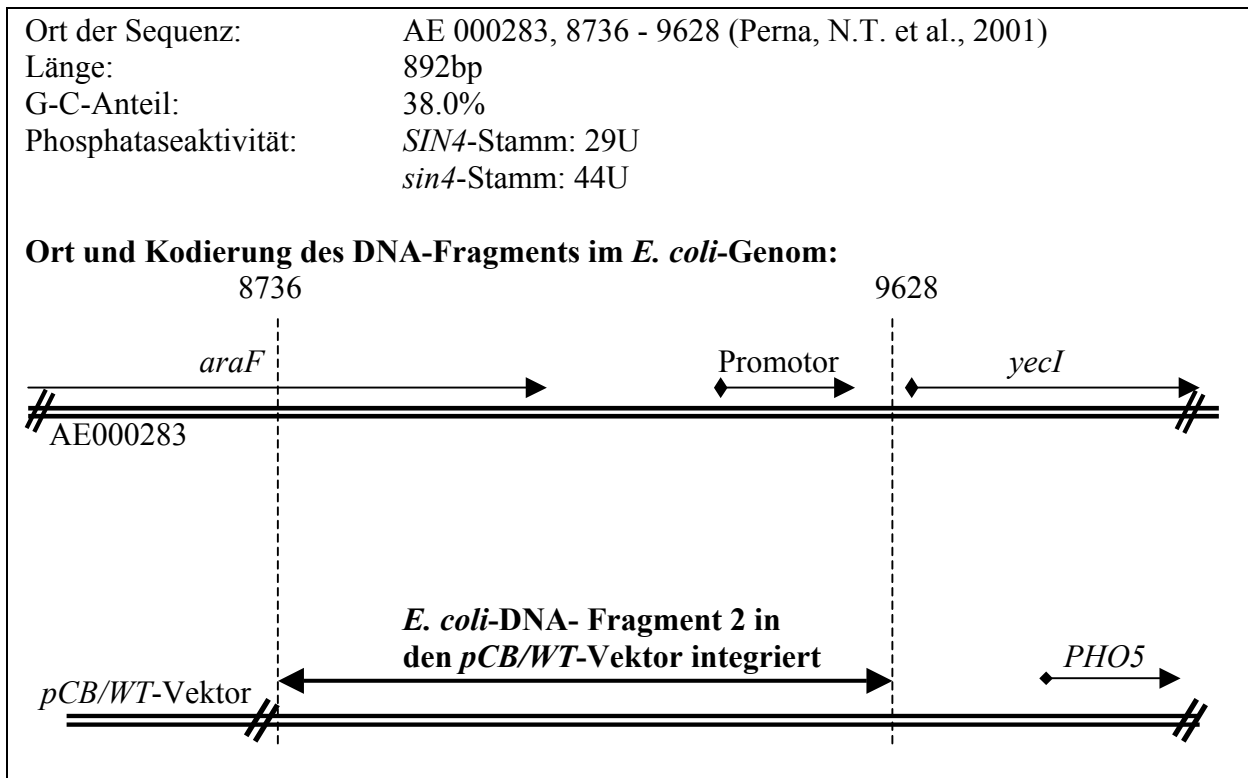 Ort der Sequenz: AE 000283, 8736 - 9628 (Perna, N.T. et al., 2001)
Länge: 892bp
G-C-Anteil: 38.0%
Phosphataseaktivität: SIN4-Stamm: 29U
sin4-Stamm: 44U
Ort und Kodierung des DNA-Fragments im E. coli-Genom:
8736 9628
araF Promotor yecI
AE000283
E. coli-DNA- Fragment 2 in
den pCB/WT-Vektor integriert
PHO5
pCB/WT-Vektor